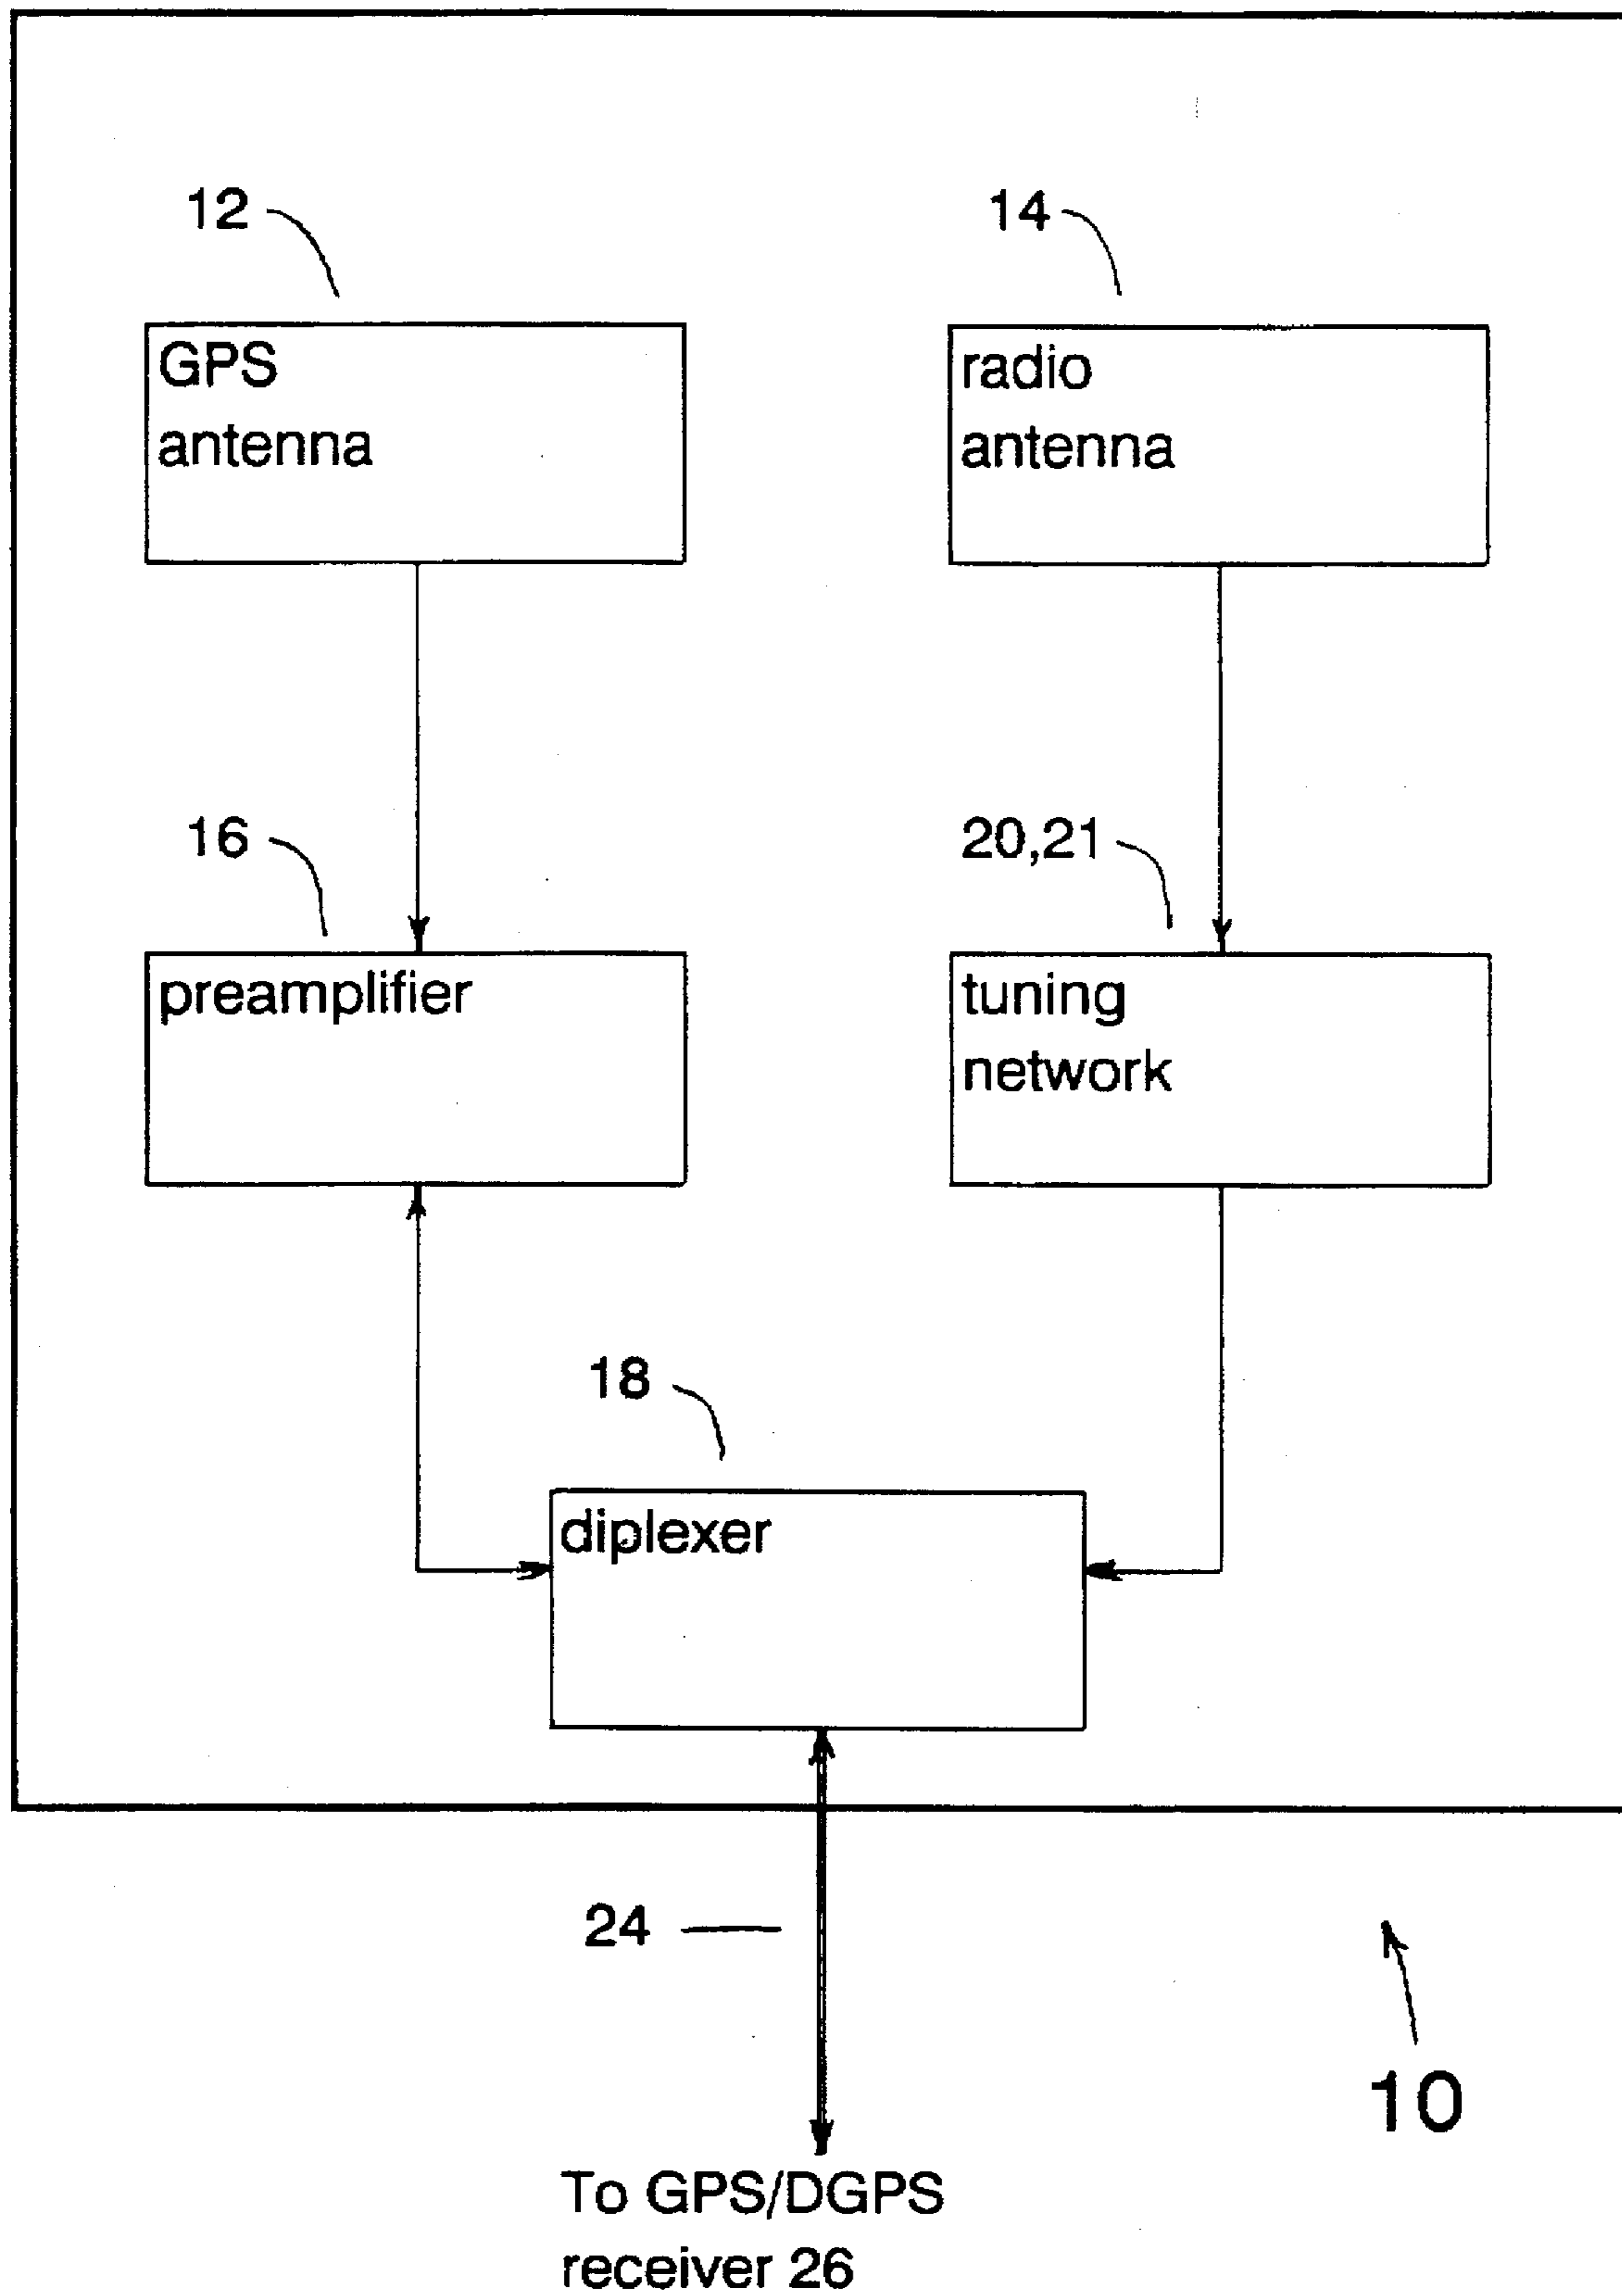 12
14
GPS
antenna
radio
antenna
16
20,21
preamplifier
tuning
network
18
diplexer
24
10
To GPS/DGPS
receiver 26